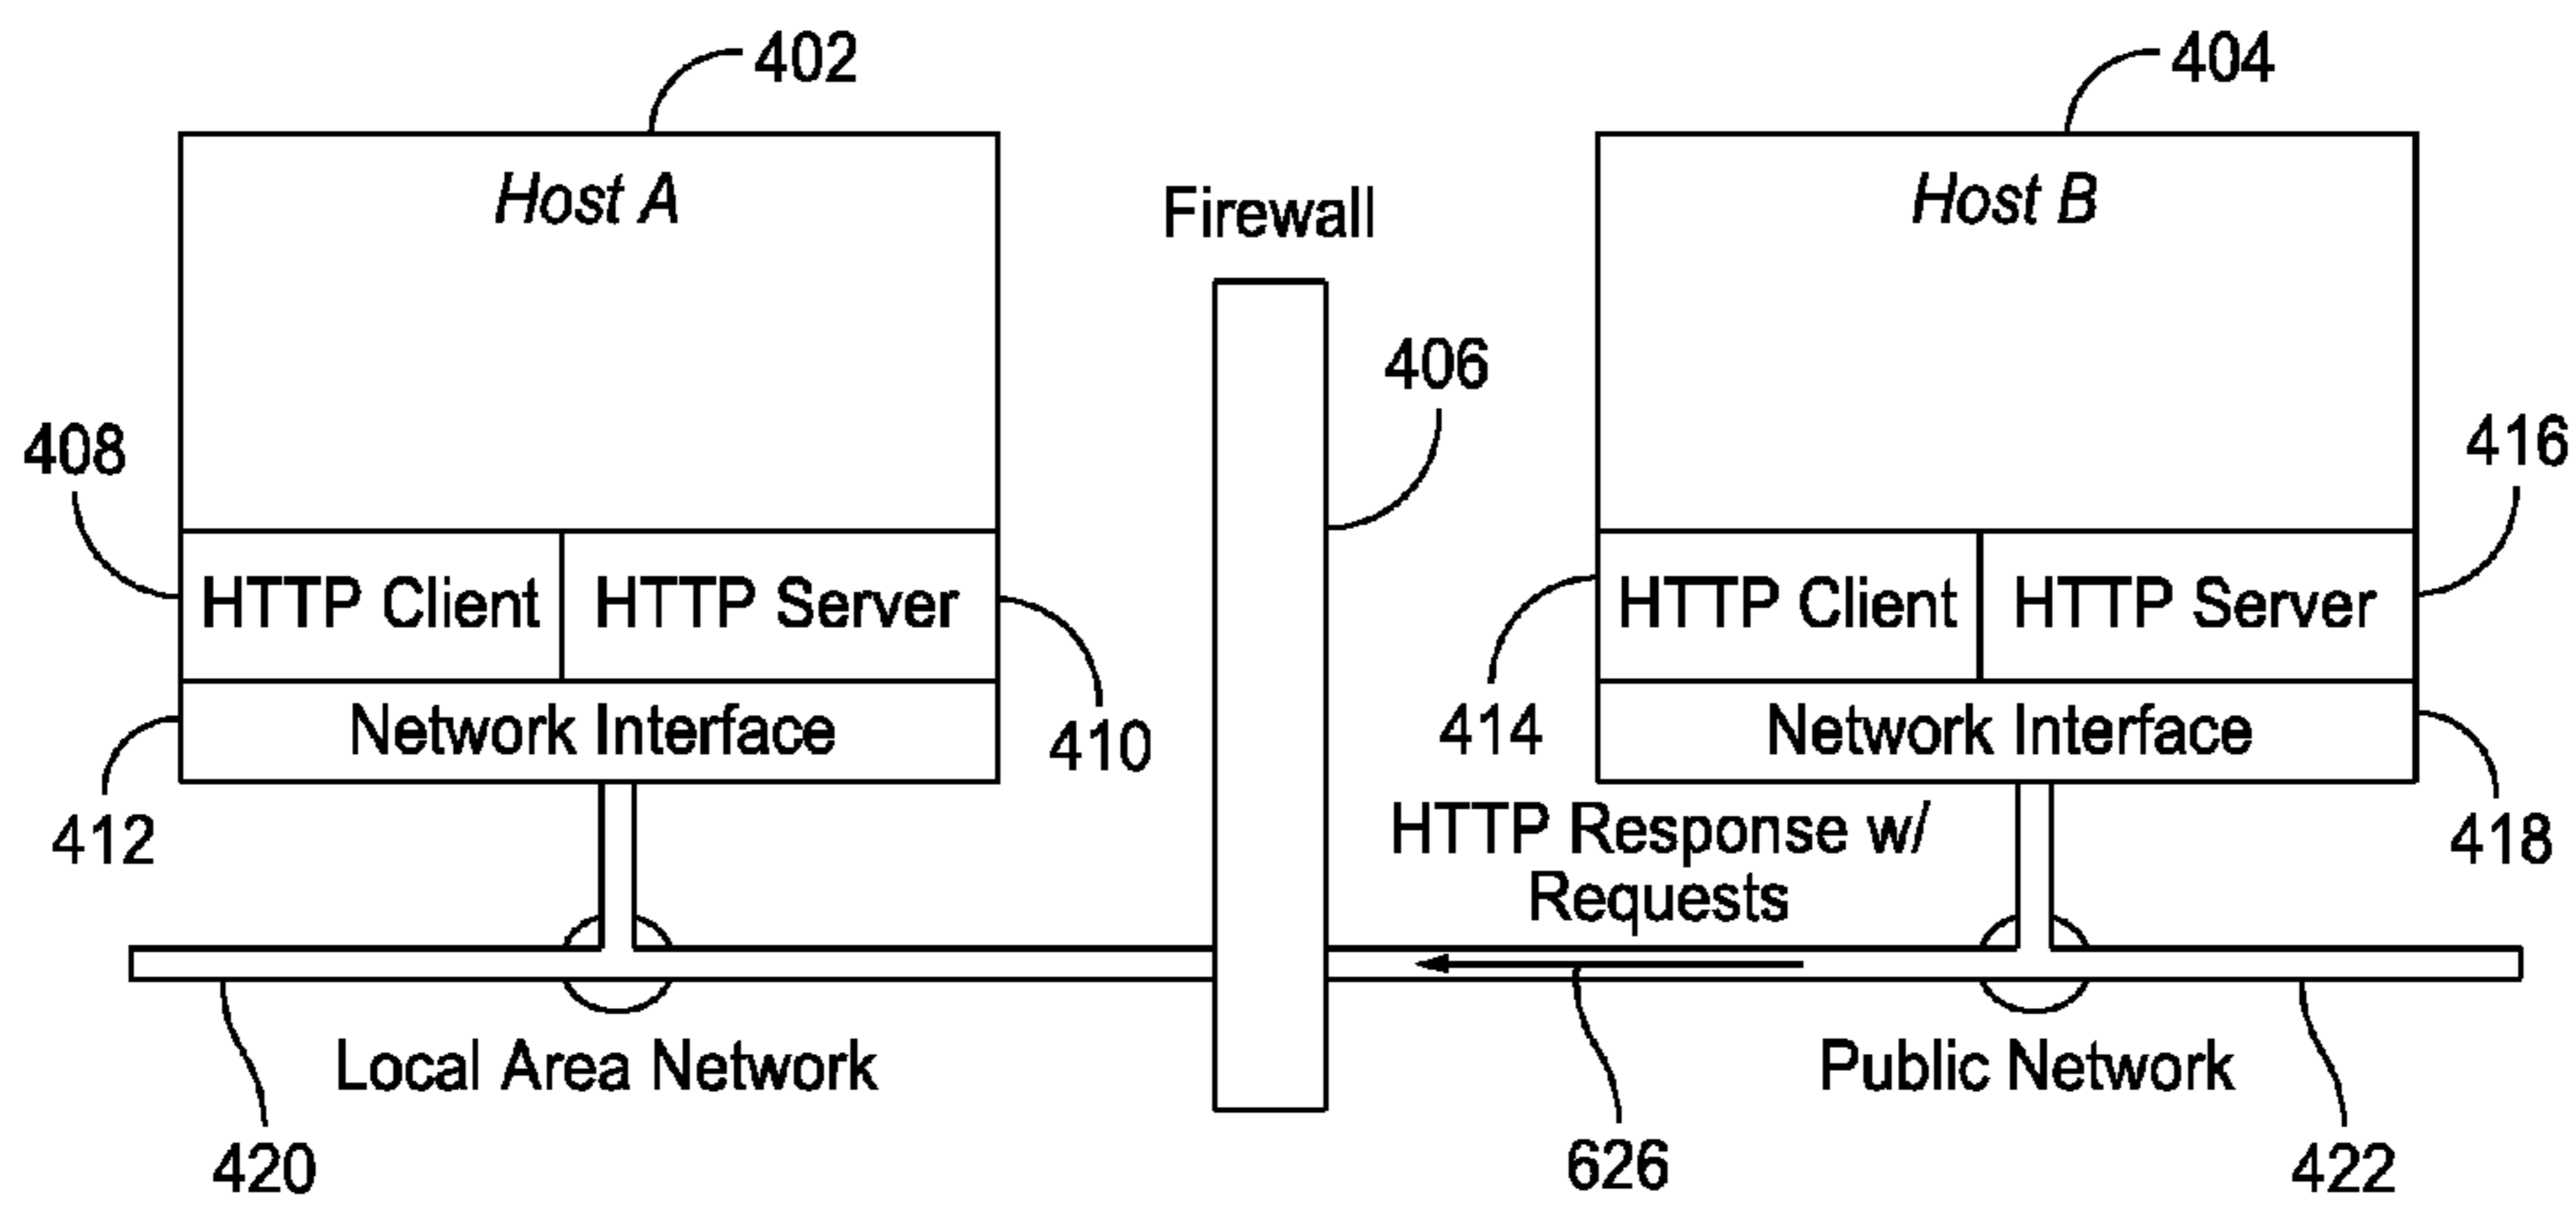 402
404
Host A
Host B
Firewall
406
408
416
HTTP Client
HTTP Server
HTTP Client
HTTP Server
Network Interface
410
414
Network Interface
412
HTTP Response w/
Requests
418
Local Area Network
Public Network
420
626
422